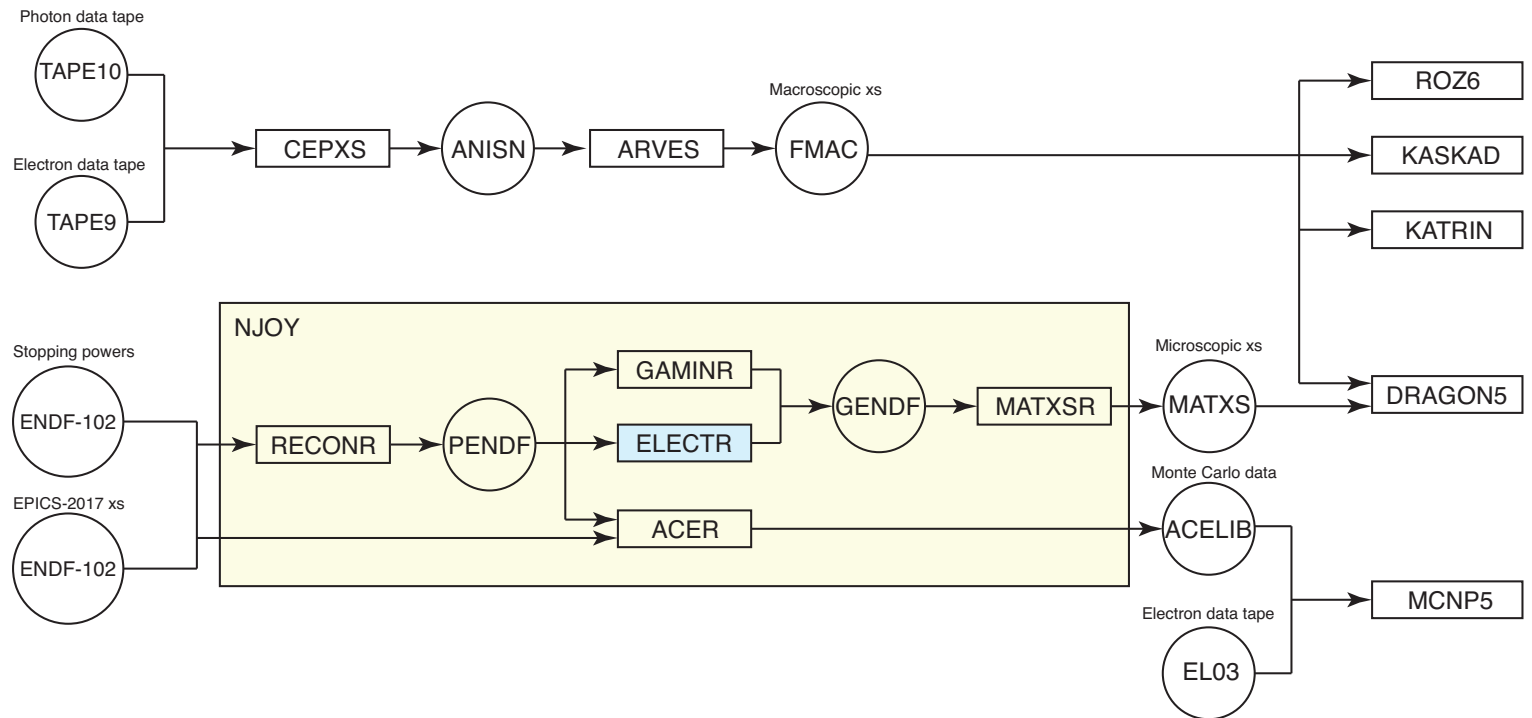 Photon data tape
TAPE10
Electron data tape
TAPE9
CEPXS
ANISN
ARVES
Macroscopic xs
FMAC
ROZ6
KASKAD
KATRIN
NJOY
Stopping powers
ENDF-102
EPICS-2017 xs
ENDF-102
RECONR
PENDF
GAMINR
ELECTR
ACER
GENDF
MATXSR
Microscopic xs
MATXS
DRAGON5
Monte Carlo data
ACELIB
Electron data tape
EL03
MCNP5